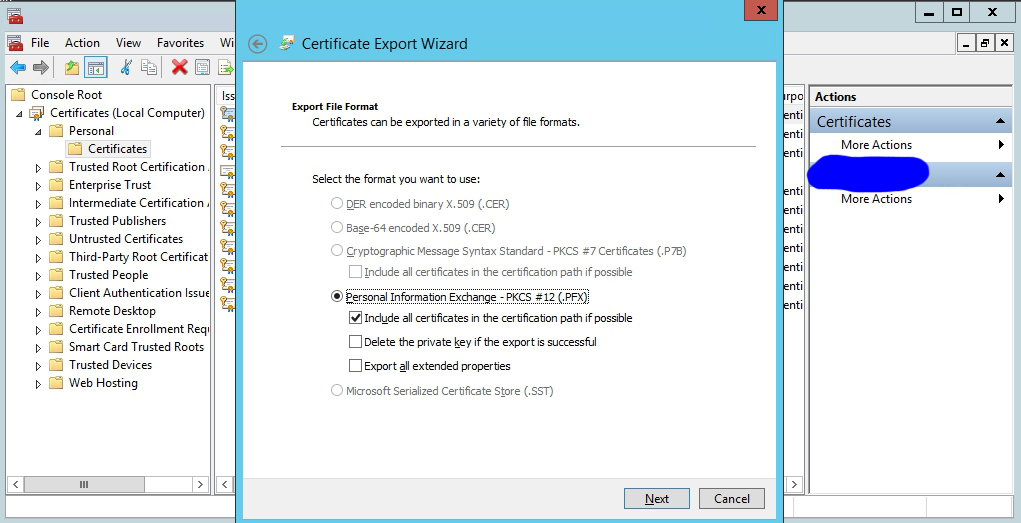 Certificate Export Wizard
File Action View Favorites Wi
Console Root
Certificates (Local Computer)
Personal
Certificates
Trusted Root Certification
Enterprise Trust
Intermediate Certification
Trusted Publishers
Untrusted Certificates
Third-Party Root Certificat
Trusted People
Client Authentication Issue
Remote Desktop
Certificate Enrollment Requ
Smart Card Trusted Roots
Trusted Devices
Web Hosting
Iss
Export File Format
Certificates can be exported in a variety of file formats.
Select the format you want to use:
DER encoded binary X.509 (.CER)
Base-64 encoded X.509 (.CER)
Cryptographic Message Syntax Standard - PKCS #7 Certificates (.P7B)
Include all certificates in the certification path if possible
Personal Information Exchange - PKCS #12 (.PFX)
Include all certificates in the certification path if possible
Delete the private key if the export is successful
Export all extended properties
Microsoft Serialized Certificate Store (.SST)
Next
Cancel
urpo
enti
enti
enti
enti
enti
enti
enti
enti
enti
enti
Actions
Certificates
More Actions
More Actions